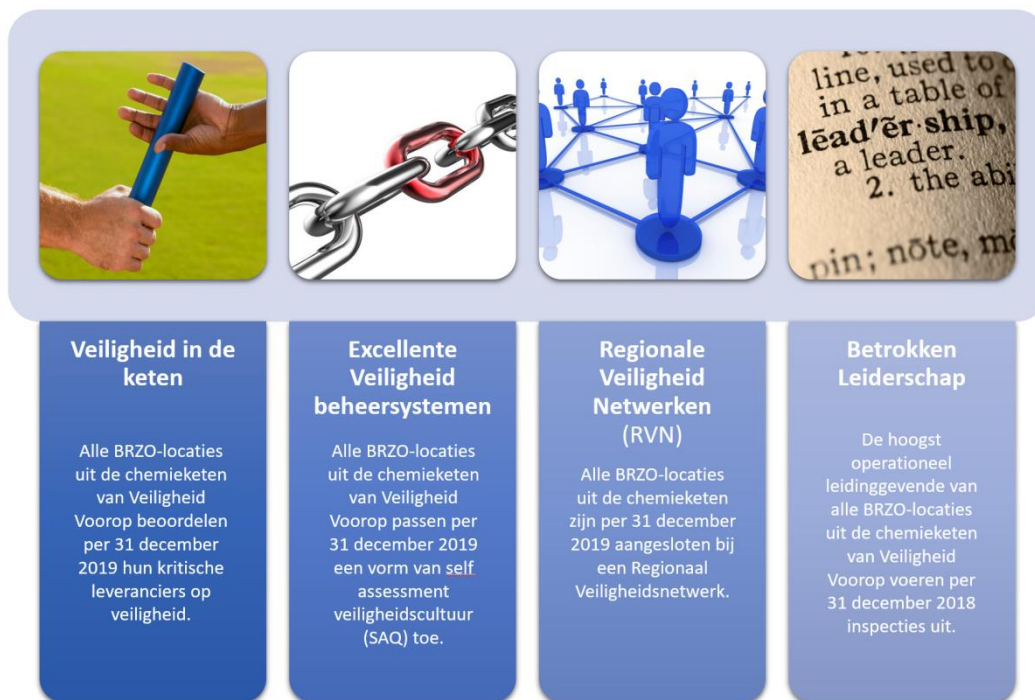 line, used to
in a table of
lēad′ēr·ship,
a leader.
2. the abi
pin; nōte, m
Veiligheid in de
keten
Alle BRZO-locaties
uit de chemieketen
van Veiligheid
Voorop beoordelen
per 31 december
2019 hun kritische
leveranciers op
veiligheid.
Excellente
Veiligheid
beheersystemen
Alle BRZO-locaties
uit de chemieketen
van Veiligheid
Voorop passen per
31 december 2019
een vorm van self
assessment
veiligheidscultuur
(SAQ) toe.
Regionale
Veiligheid
Netwerken
(RVN)
Alle BRZO-locaties
uit de chemieketen
zijn per 31 december
2019 aangesloten bij
een Regionaal
Veiligheidsnetwerk.
Betrokken
Leiderschap
De hoogst
operationeel
leidinggevende van
alle BRZO-locaties
uit de chemieketen
van Veiligheid
Voorop voeren per
31 december 2018
inspecties uit.